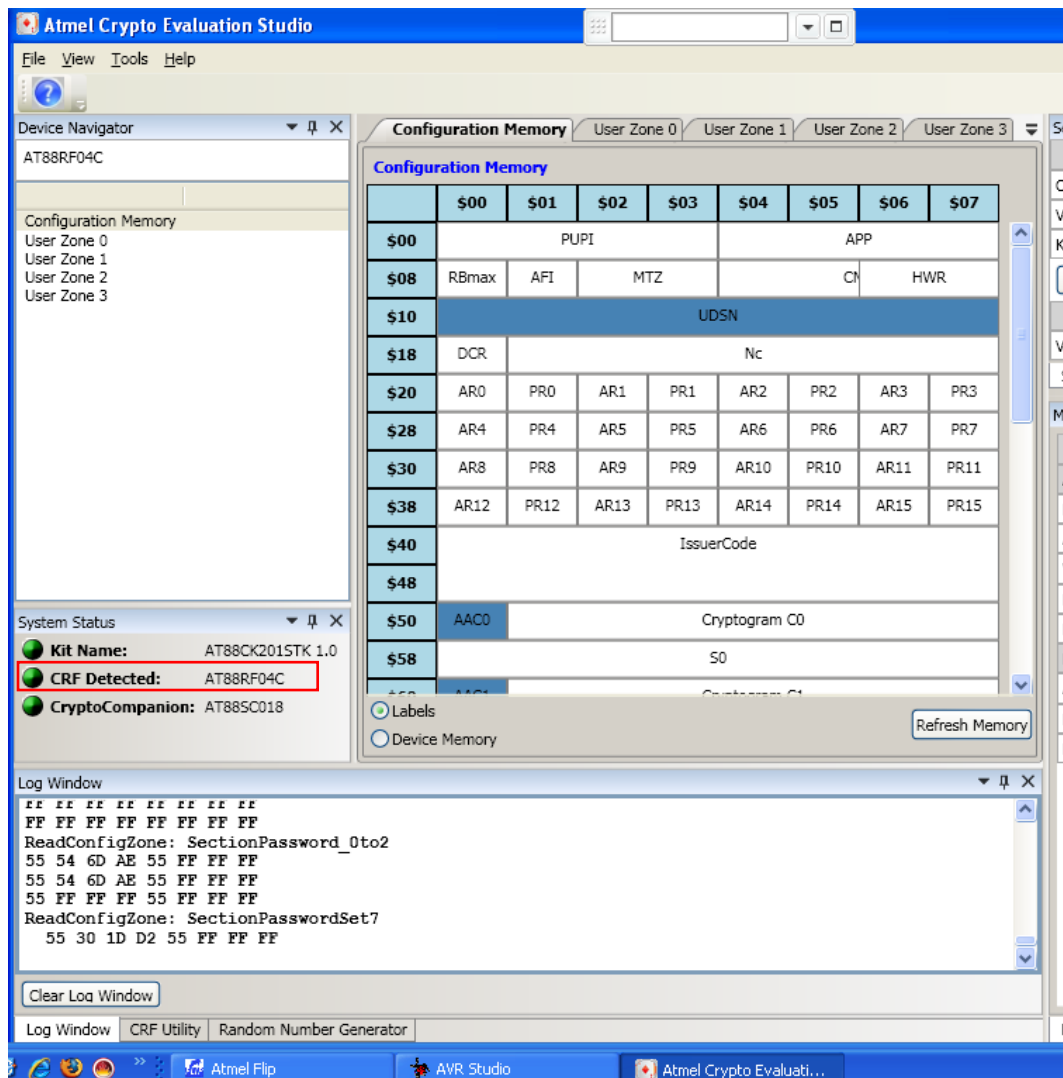 Atmel Crypto Evaluation Studio
File View Tools Help
Device Navigator
AT88RF04C
Configuration Memory
User Zone 0
User Zone 1
User Zone 2
User Zone 3
System Status
Kit Name: AT88CK201STK 1.0
CRF Detected: AT88RF04C
CryptoCompanion: AT88SC018
Configuration Memory User Zone 0 User Zone 1 User Zone 2 User Zone 3
Configuration Memory
$00 $01 $02 $03 $04 $05 $06 $07
$00 PUPI APP
$08 RBmax AFI MTZ HWR
$10 UDSN
$18 DCR Nc
$20 AR0 PR0 AR1 PR1 AR2 PR2 AR3 PR3
$28 AR4 PR4 AR5 PR5 AR6 PR6 AR7 PR7
$30 AR8 PR8 AR9 PR9 AR10 PR10 AR11 PR11
$38 AR12 PR12 AR13 PR13 AR14 PR14 AR15 PR15
$40 IssuerCode
$48
$50 AAC0 Cryptogram C0
$58 S0
Labels
Device Memory
Refresh Memory
Log Window
FF FF FF FF FF FF FF FF
FF FF FF FF FF FF FF FF
ReadConfigZone: SectionPassword_0to2
55 54 6D AE 55 FF FF FF
55 54 6D AE 55 FF FF FF
55 FF FF FF 55 FF FF FF
ReadConfigZone: SectionPasswordSet7
55 30 1D D2 55 FF FF FF
Clear Log Window
Log Window CRF Utility Random Number Generator
Atmel Flip AVR Studio Atmel Crypto Evaluati...